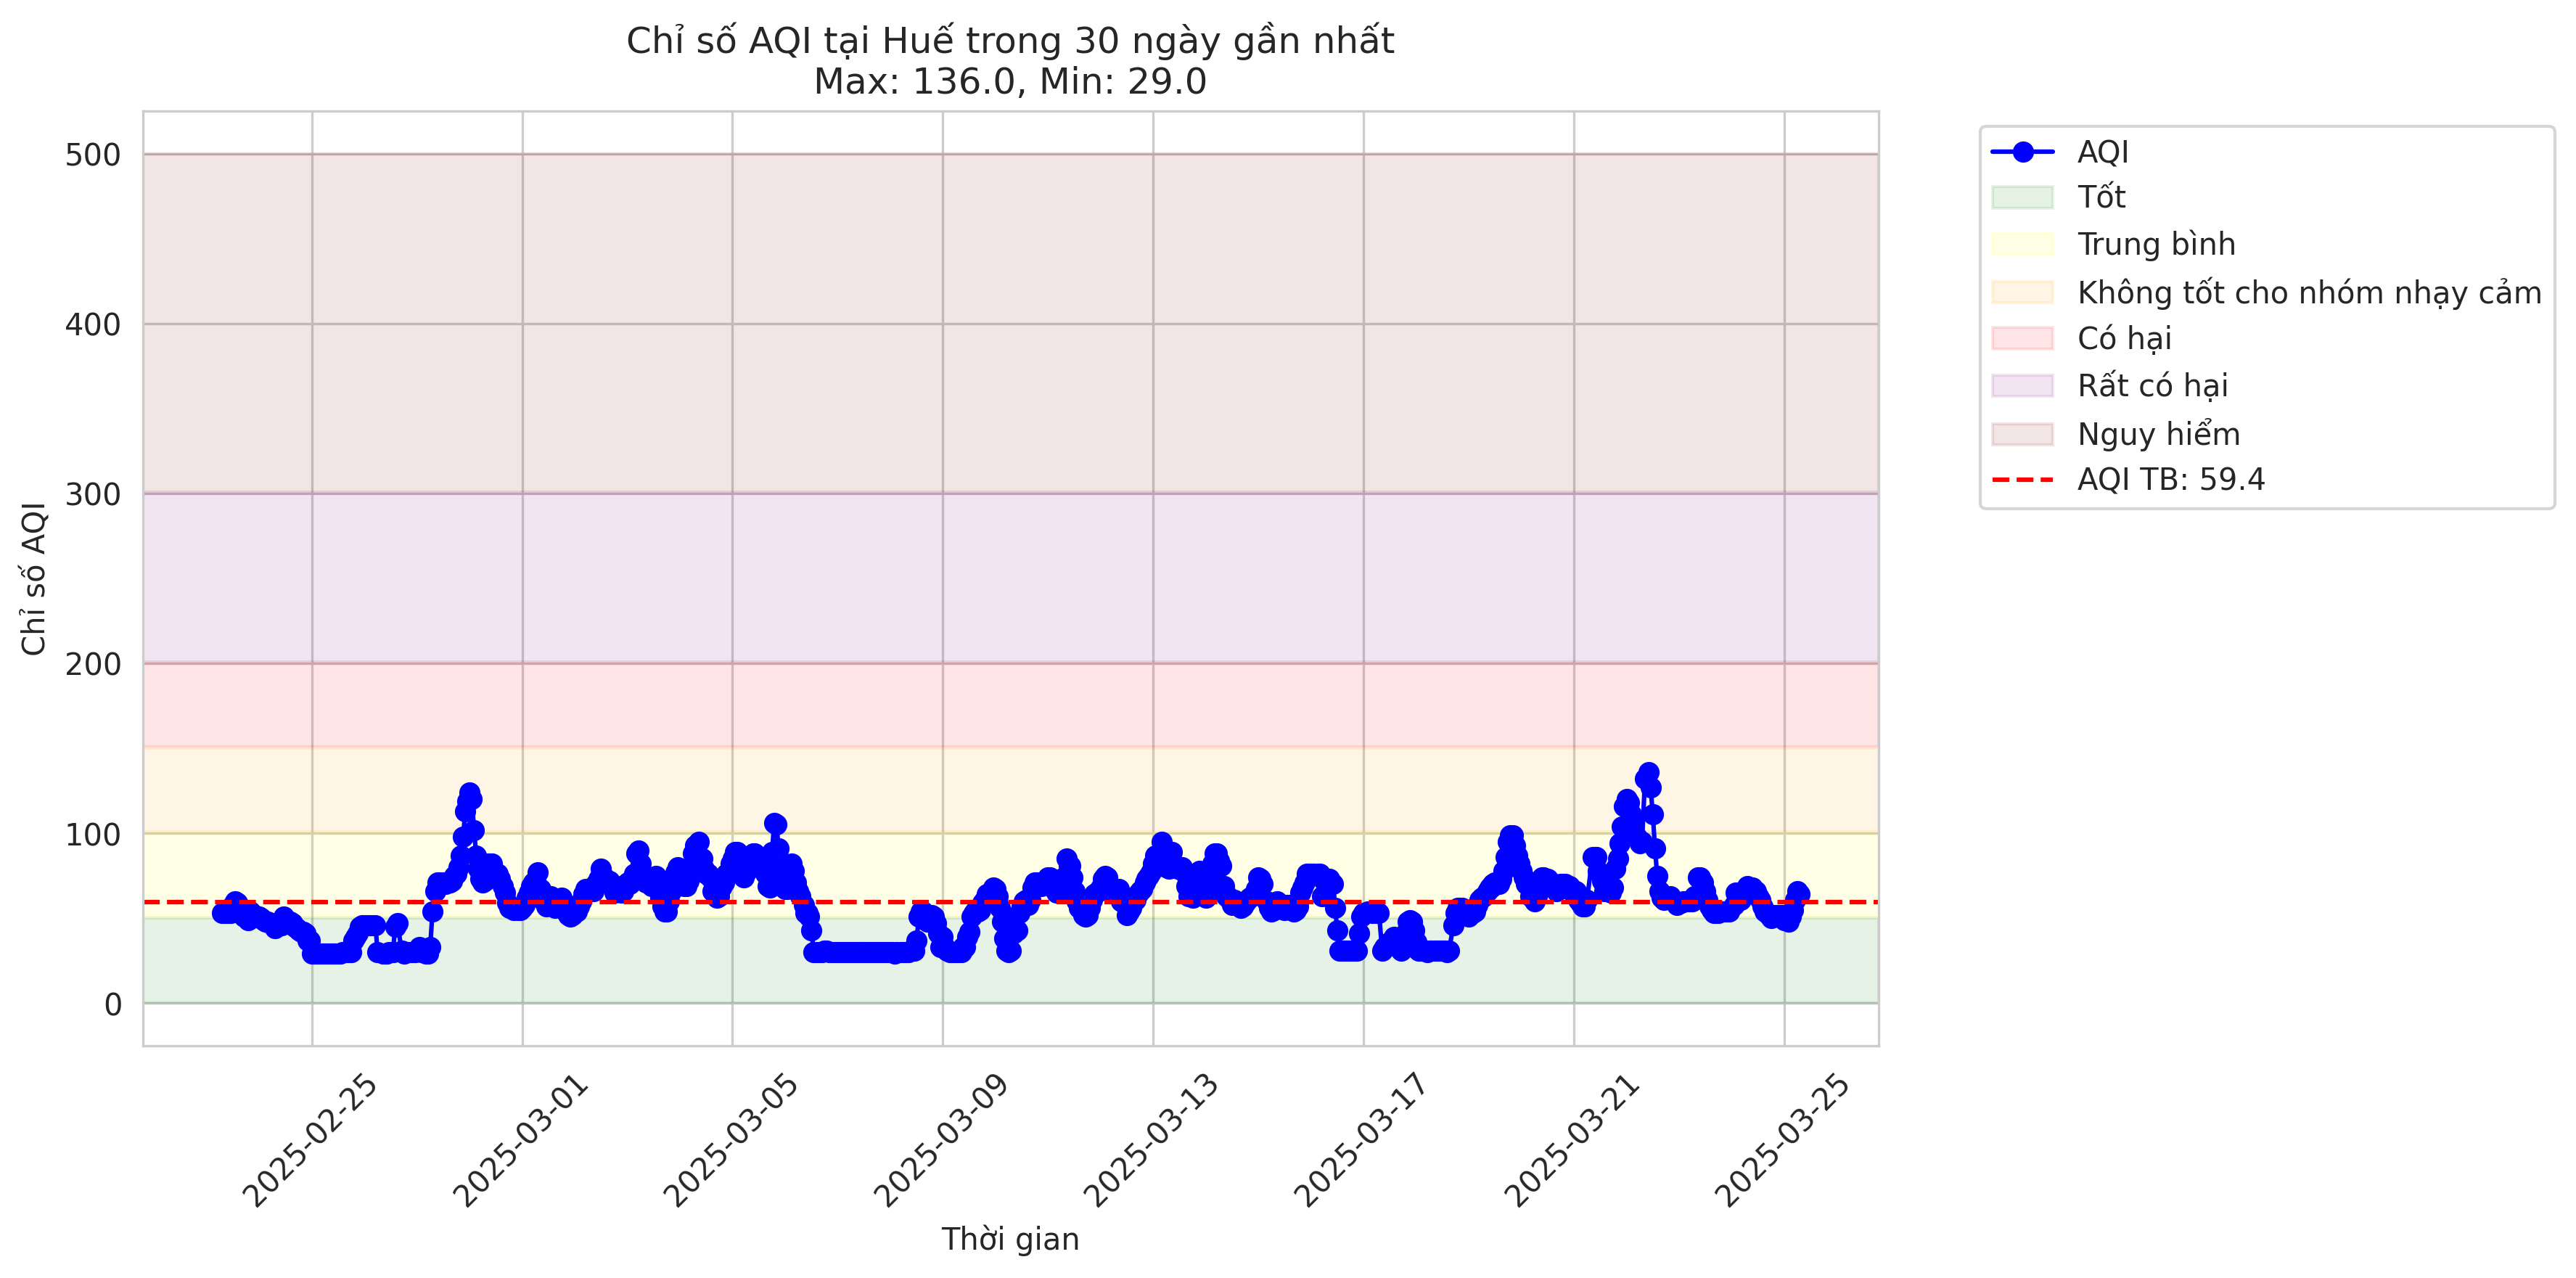 Chỉ số AQI tại Huế trong 30 ngày gần nhất
Max: 136.0, Min: 29.0
Chỉ số AQI
500
400
300
200
100
0
2025-02-25
2025-03-01
2025-03-05
2025-03-09
2025-03-13
2025-03-17
2025-03-21
2025-03-25
Thời gian
AQI
Tốt
Trung bình
Không tốt cho nhóm nhạy cảm
Có hại
Rất có hại
Nguy hiểm
AQI TB: 59.4